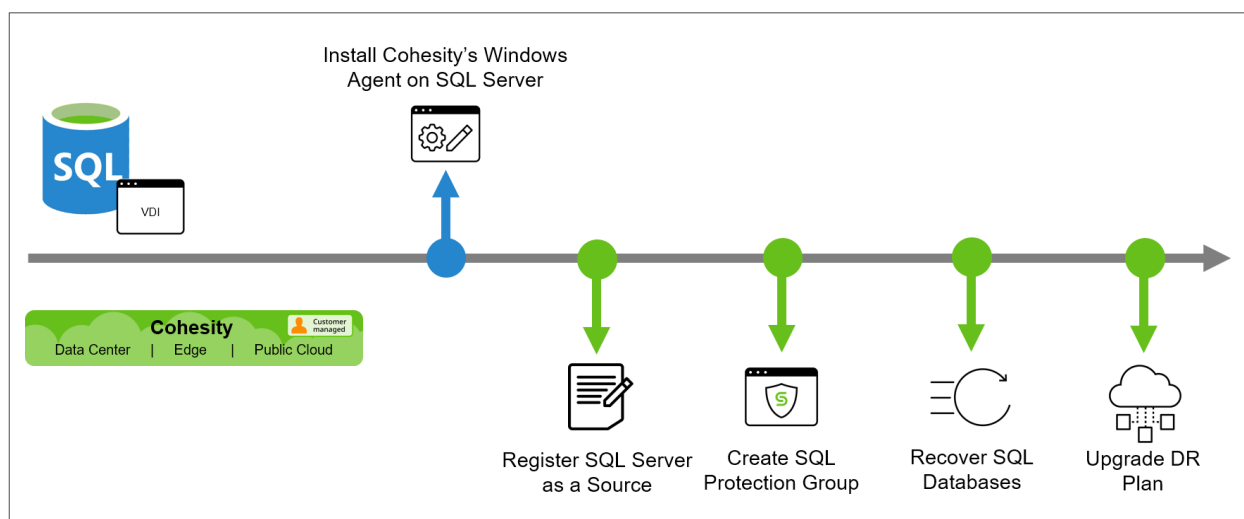 Install Cohesity's Windows
Agent on SQL Server
SQL
VDI
Cohesity
Customer
managed
Data Center | Edge | Public Cloud
Register SQL Server
as a Source
Create SQL
Protection Group
Recover SQL
Databases
Upgrade DR
Plan